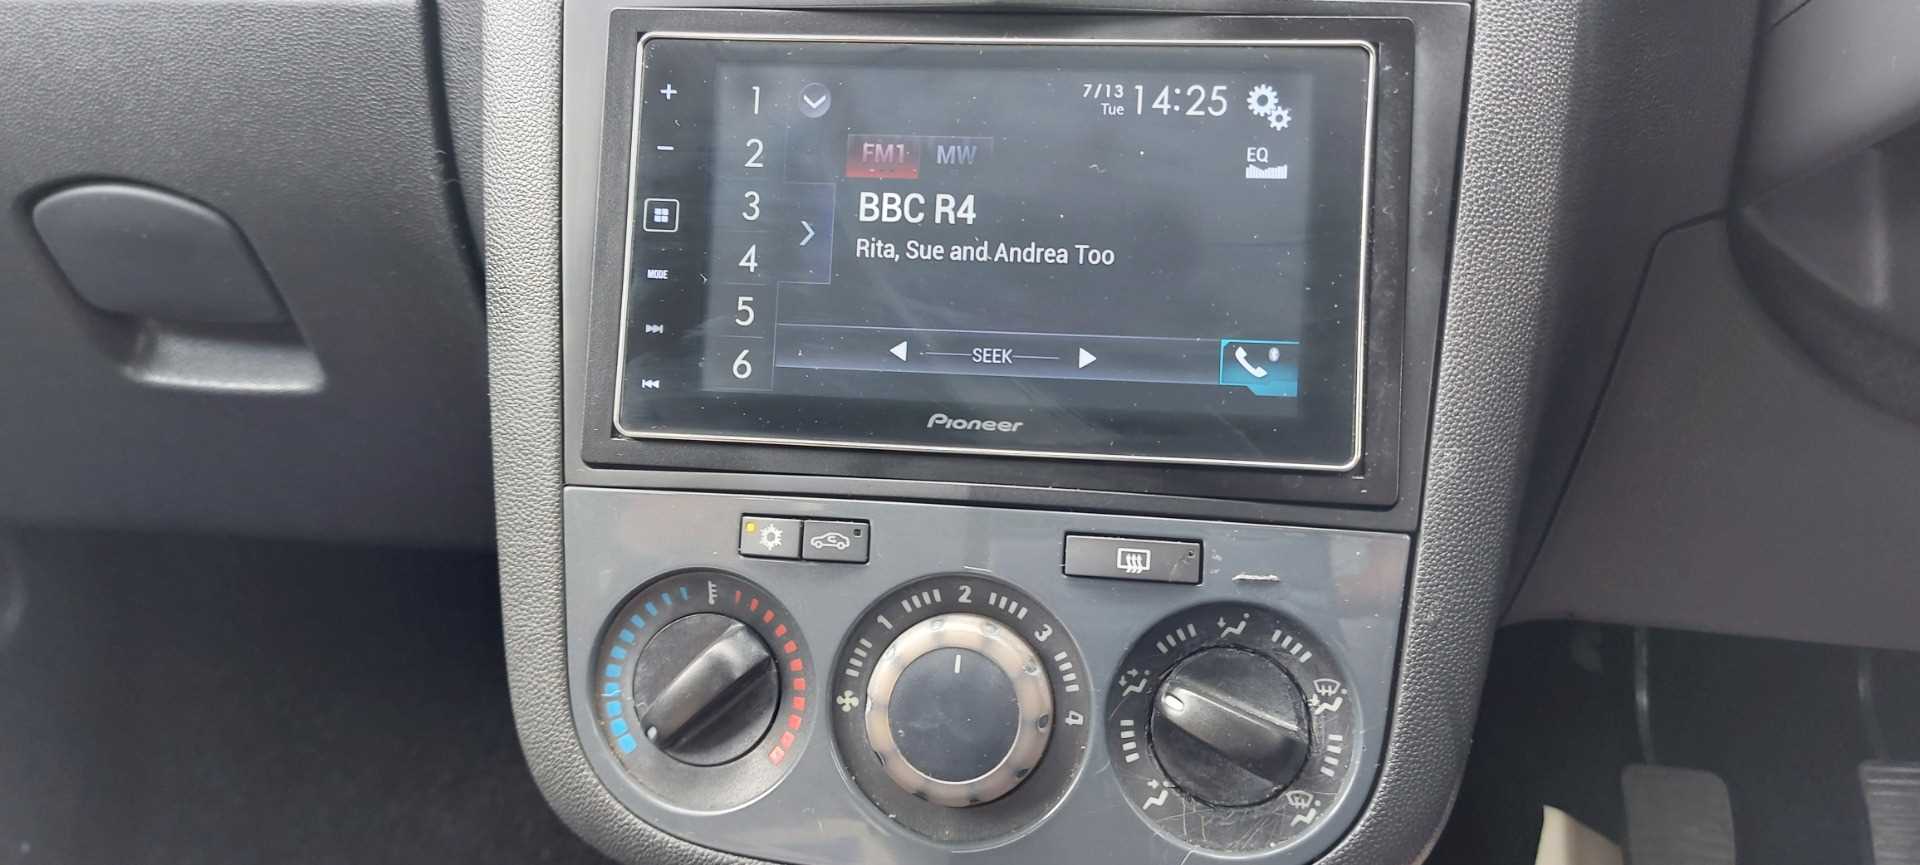 7/13
Tue
14:25
1
2
3
4
5
6
FM1 MW
EQ
BBC R4
Rita, Sue and Andrea Too
MODE
SEEK
Pioneer
1 2 3 4